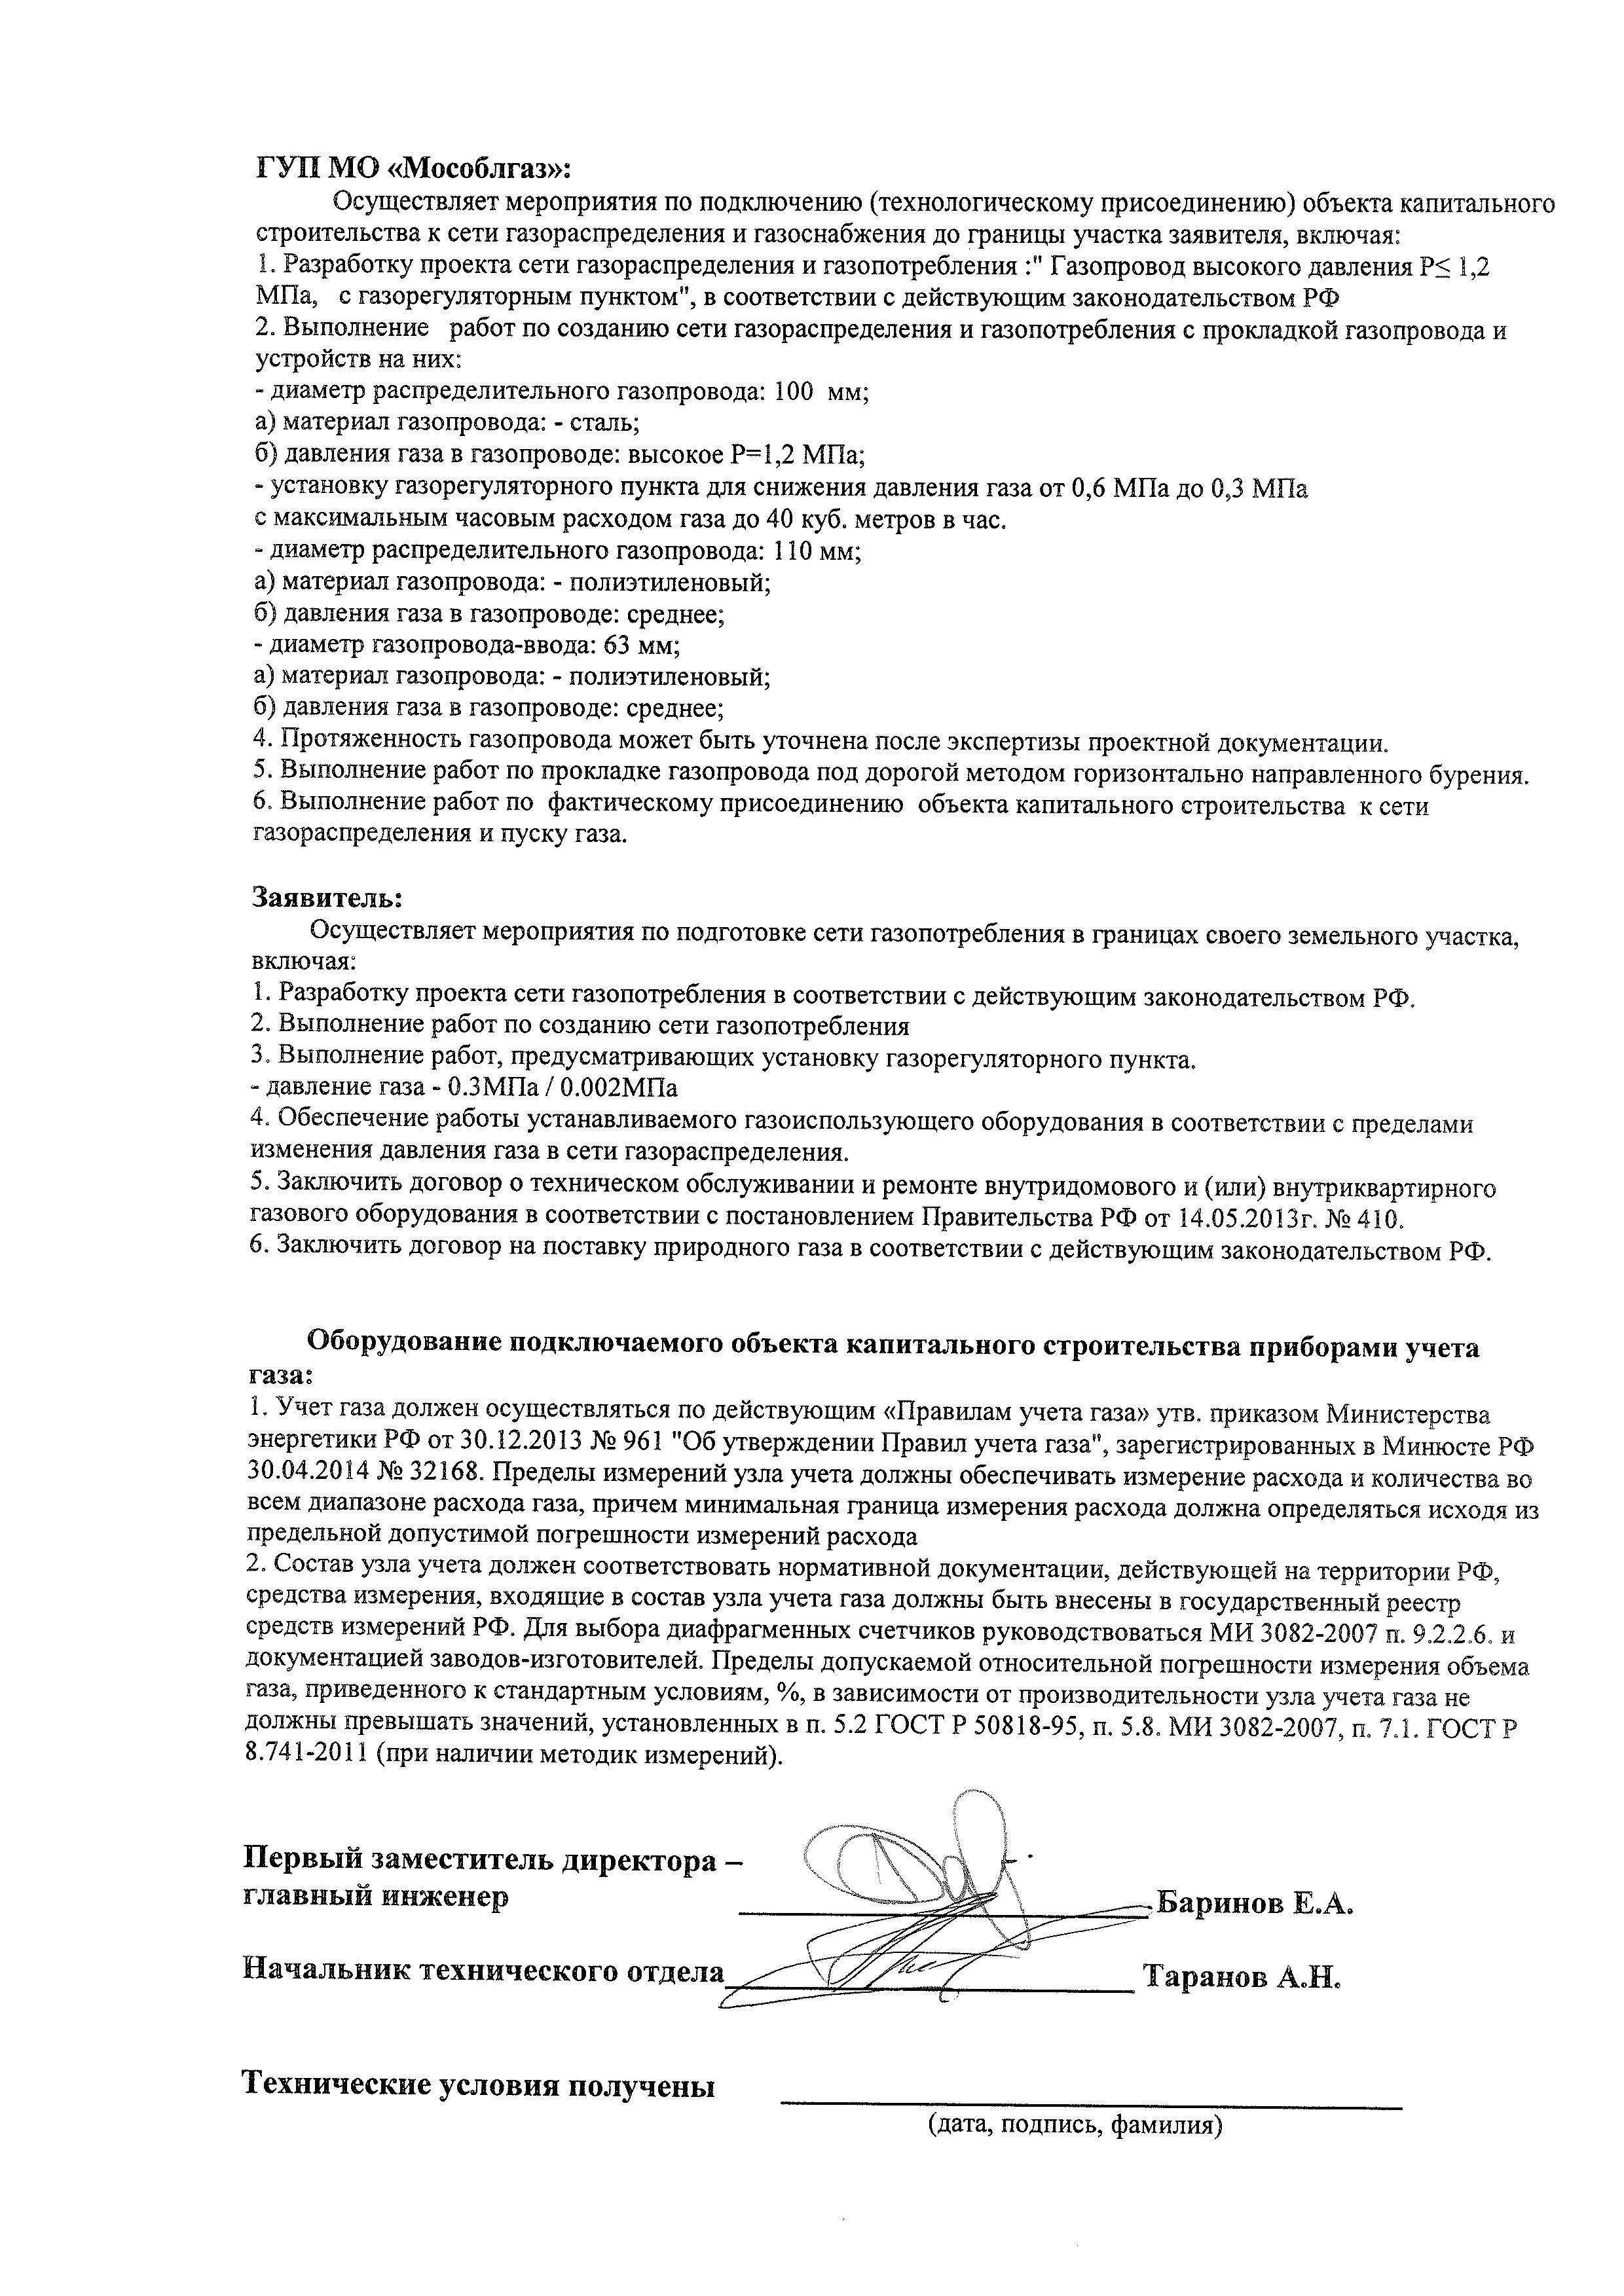 ГУП МО «Мособлгаз»:
Осуществляет мероприятия по подключению (технологическому присоединению) объекта капитального
строительства к сети газораспределения и газоснабжения до границы участка заявителя, включая:
1. Разработку проекта сети газораспределения и газопотребления :" Газопровод высокого давления Р≤ 1,2
МПа, с газорегуляторным пунктом", в соответствии с действующим законодательством РФ
2. Выполнение работ по созданию сети газораспределения и газопотребления с прокладкой газопровода и
устройств на них:
- диаметр распределительного газопровода: 100 мм;
а) материал газопровода: - сталь;
б) давления газа в газопроводе: высокое Р=1,2 МПа;
- установку газорегуляторного пункта для снижения давления газа от 0,6 МПа до 0,3 МПа
с максимальным часовым расходом газа до 40 куб. метров в час.
- диаметр распределительного газопровода: 110 мм;
а) материал газопровода: - полиэтиленовый;
б) давления газа в газопроводе: среднее;
- диаметр газопровода-ввода: 63 мм;
а) материал газопровода: - полиэтиленовый;
б) давления газа в газопроводе: среднее;
4. Протяженность газопровода может быть уточнена после экспертизы проектной документации.
5. Выполнение работ по прокладке газопровода под дорогой методом горизонтально направленного бурения.
6. Выполнение работ по фактическому присоединению объекта капитального строительства к сети
газораспределения и пуску газа.
Заявитель:
Осуществляет мероприятия по подготовке сети газопотребления в границах своего земельного участка,
включая:
1. Разработку проекта сети газопотребления в соответствии с действующим законодательством РФ.
2. Выполнение работ по созданию сети газопотребления
3. Выполнение работ, предусматривающих установку газорегуляторного пункта.
- давление газа - 0.3МПа / 0.002МПа
4. Обеспечение работы устанавливаемого газоиспользующего оборудования в соответствии с пределами
изменения давления газа в сети газораспределения.
5. Заключить договор о техническом обслуживании и ремонте внутридомового и (или) внутриквартирного
газового оборудования в соответствии с постановлением Правительства РФ от 14.05.2013г. № 410.
6. Заключить договор на поставку природного газа в соответствии с действующим законодательством РФ.
Оборудование подключаемого объекта капитального строительства приборами учета
газа:
1. Учет газа должен осуществляться по действующим «Правилам учета газа» утв. приказом Министерства
энергетики РФ от 30.12.2013 № 961 "Об утверждении Правил учета газа", зарегистрированных в Минюсте РФ
30.04.2014 № 32168. Пределы измерений узла учета должны обеспечивать измерение расхода и количества во
всем диапазоне расхода газа, причем минимальная граница измерения расхода должна определяться исходя из
предельной допустимой погрешности измерений расхода
2. Состав узла учета должен соответствовать нормативной документации, действующей на территории РФ,
средства измерения, входящие в состав узла учета газа должны быть внесены в государственный реестр
средств измерений РФ. Для выбора диафрагменных счетчиков руководствоваться МИ 3082-2007 п. 9.2.2.6. и
документацией заводов-изготовителей. Пределы допускаемой относительной погрешности измерения объема
газа, приведенного к стандартным условиям, %, в зависимости от производительности узла учета газа не
должны превышать значений, установленных в п. 5.2 ГОСТ Р 50818-95, п. 5.8. МИ 3082-2007, п. 7.1. ГОСТ Р
8.741-2011 (при наличии методик измерений).
Первый заместитель директора –
главный инженер Баринов Е.А.
Начальник технического отдела Таранов А.Н.
Технические условия получены
(дата, подпись, фамилия)